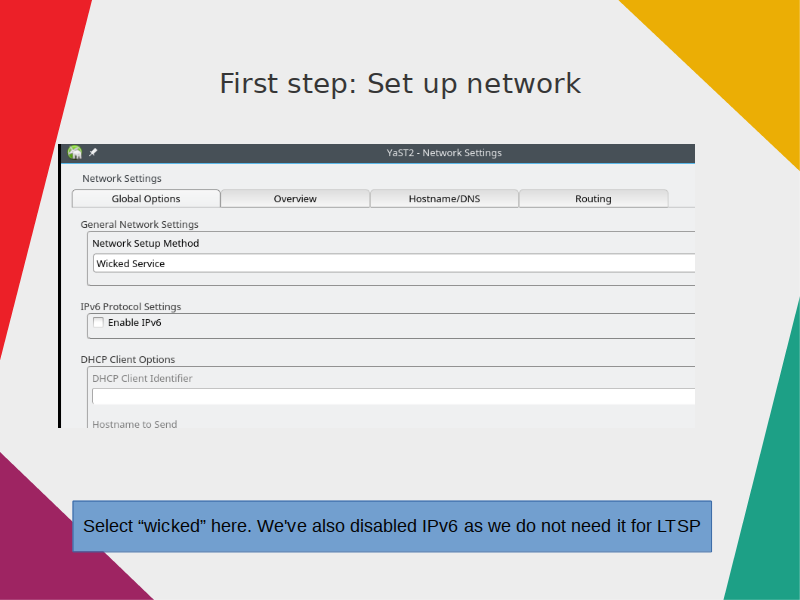 First step: Set up network
YaST2 - Network Settings
Network Settings
Global Options Overview Hostname/DNS Routing
General Network Settings
Network Setup Method
Wicked Service
IPv6 Protocol Settings
Enable IPv6
DHCP Client Options
DHCP Client Identifier
Hostname to Send
Select “wicked” here. We've also disabled IPv6 as we do not need it for LTSP